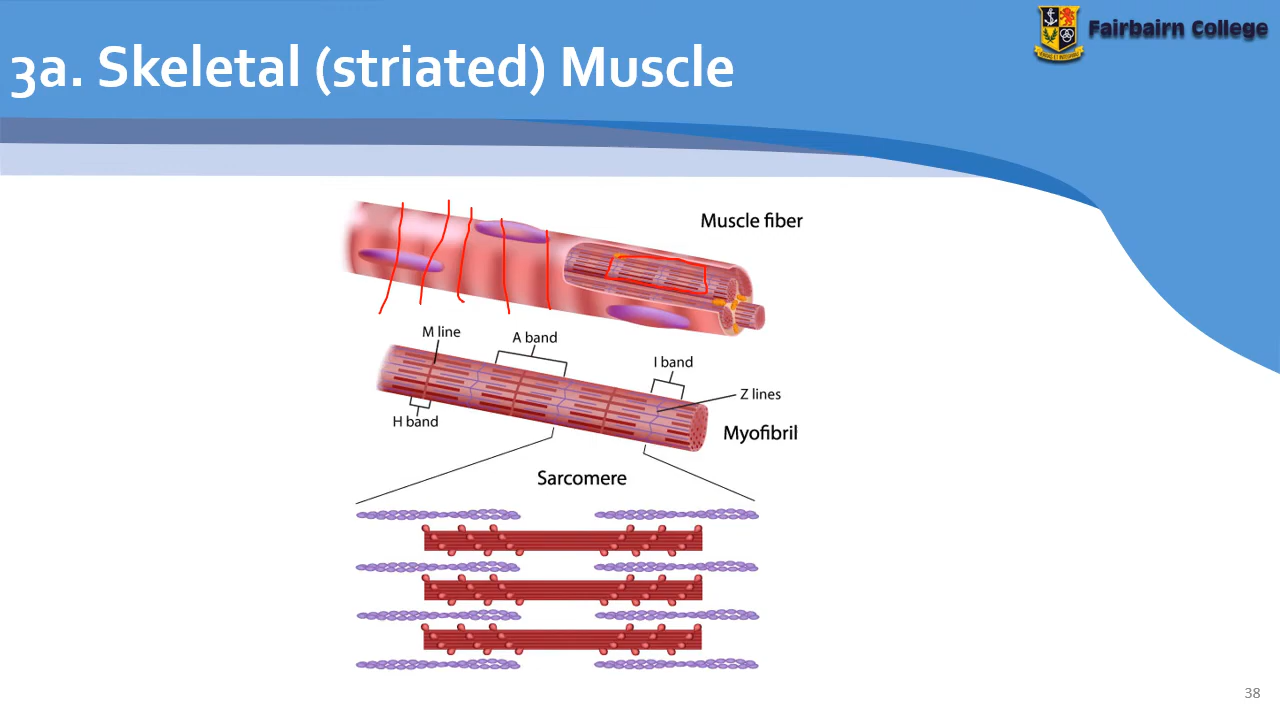 3a. Skeletal (striated) Muscle
Fairbairn College
Muscle fiber
M line
A band
I band
Z lines
H band
Myofibril
Sarcomere
38